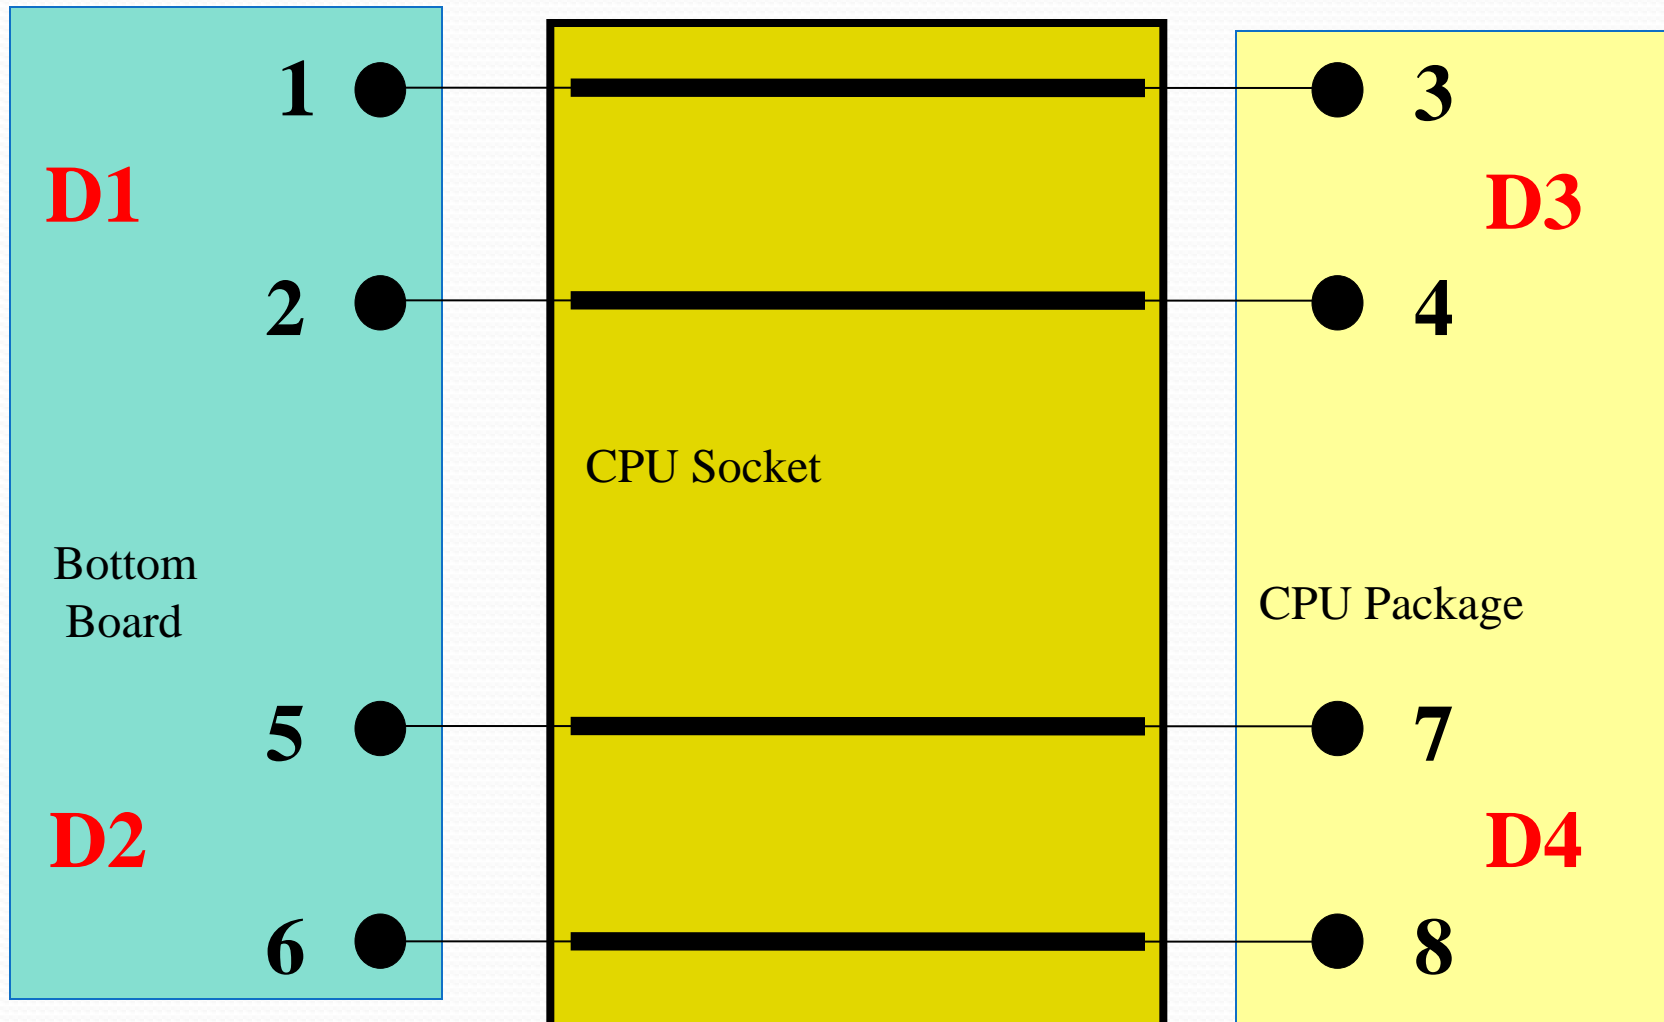 1
3
D1
D3
2
4
CPU Socket
Bottom
Board
CPU Package
5
7
D2
D4
6
8